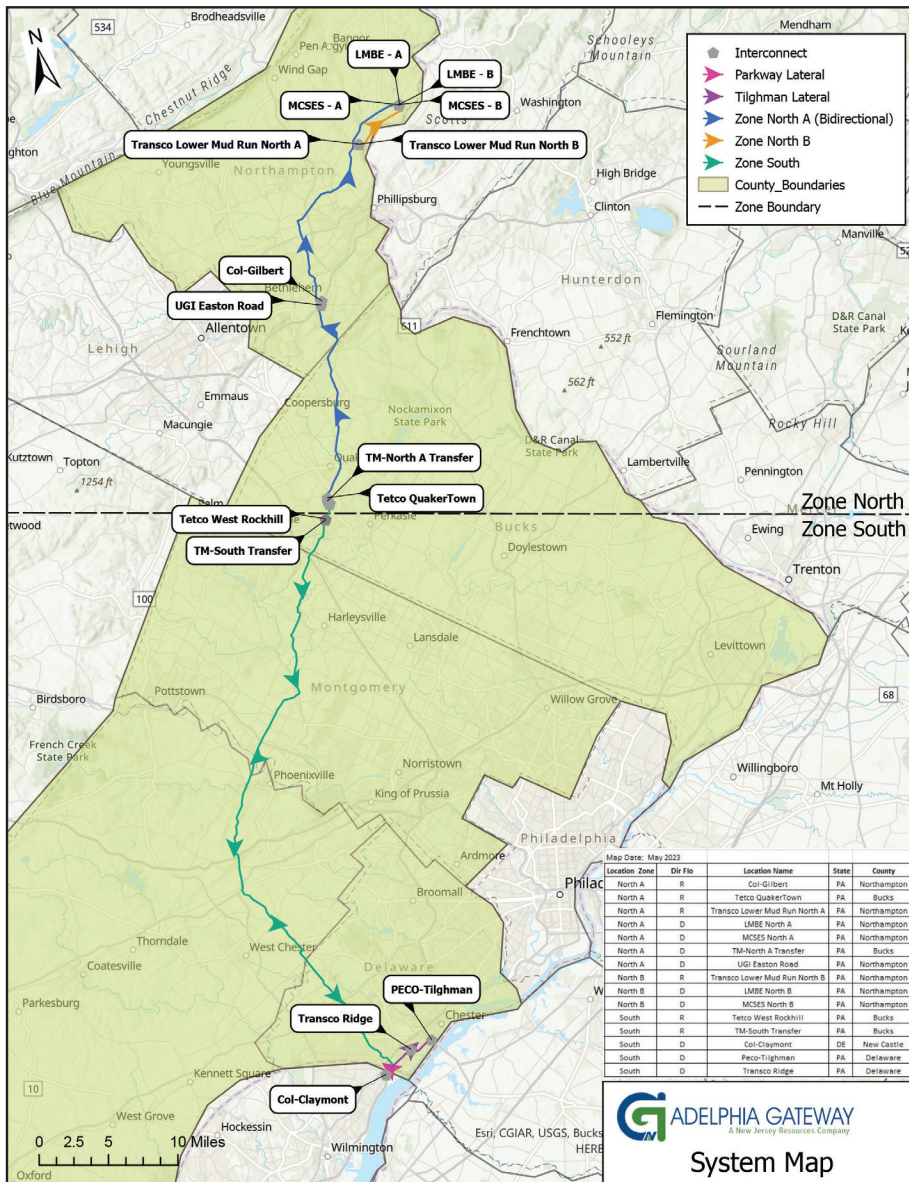 534
Brodheadsville
Mendham
Bangor
Pen Argyl
Wind Gap
Schooleys
Mountain
Chestnut Ridge
Blue Mountain
LMBE - A
LMBE - B
MCSES - A
MCSES - B
Washington
Scotts
Transco Lower Mud Run North A
Transco Lower Mud Run North B
Interconnect
Parkway Lateral
Tilghman Lateral
Zone North A (Bidirectional)
Zone North B
Zone South
County_Boundaries
Zone Boundary
ghton
Youngsville
Northampton
Phillipsburg
High Bridge
Clinton
Manville
Hunterdon
Col-Gilbert
Bethlehem
UGI Easton Road
Allentown
Lehigh
611
Frenchtown
Flemington
552 ft
562 ft
D&R Canal
State Park
Sourland
Mountain
Emmaus
Macungie
Coopersburg
Nockamixon
State Park
D&R Canal
State Park
Rocky Hill
Kutztown
Topton
1254 ft
Lambertville
Pennington
TM-North A Transfer
Tetco QuakerTown
Tetco West Rockhill
TM-South Transfer
Perkasie
Bucks
Doylestown
Zone North
Zone South
Ewing
Trenton
etwood
100
Harleysville
Lansdale
Levittown
Pottstown
Montgomery
Willow Grove
68
Birdsboro
French Creek
State Park
Phoenixville
Norristown
King of Prussia
Willingboro
Mt Holly
Philadelphia
Ardmore
Broomall
Thorndale
Coatesville
West Chester
Delaware
Parkesburg
PECO-Tilghman
Transco Ridge
Chester
Kennett Square
Col-Claymont
10
West Grove
Hockessin
Wilmington
Oxford
0 2.5 5 10 Miles
Esri, CGIAR, USGS, Bucks
HERE
Map Date: May 2023
Location Zone Dir Flo Location Name State County
North A R Col-Gilbert PA Northampton
North A R Tetco QuakerTown PA Bucks
North A R Transco Lower Mud Run North A PA Northampton
North A D LMBE North A PA Northampton
North A D MCSES North A PA Northampton
North A D TM-North A Transfer PA Bucks
North A D UGI Easton Road PA Northampton
North B R Transco Lower Mud Run North B PA Northampton
North B D LMBE North B PA Northampton
North B D MCSES North B PA Northampton
South R Tetco West Rockhill PA Bucks
South R TM-South Transfer PA Bucks
South D Col-Claymont DE New Castle
South D Peco-Tilghman PA Delaware
South D Transco Ridge PA Delaware
ADELPHIA GATEWAY
A New Jersey Resources Company
System Map